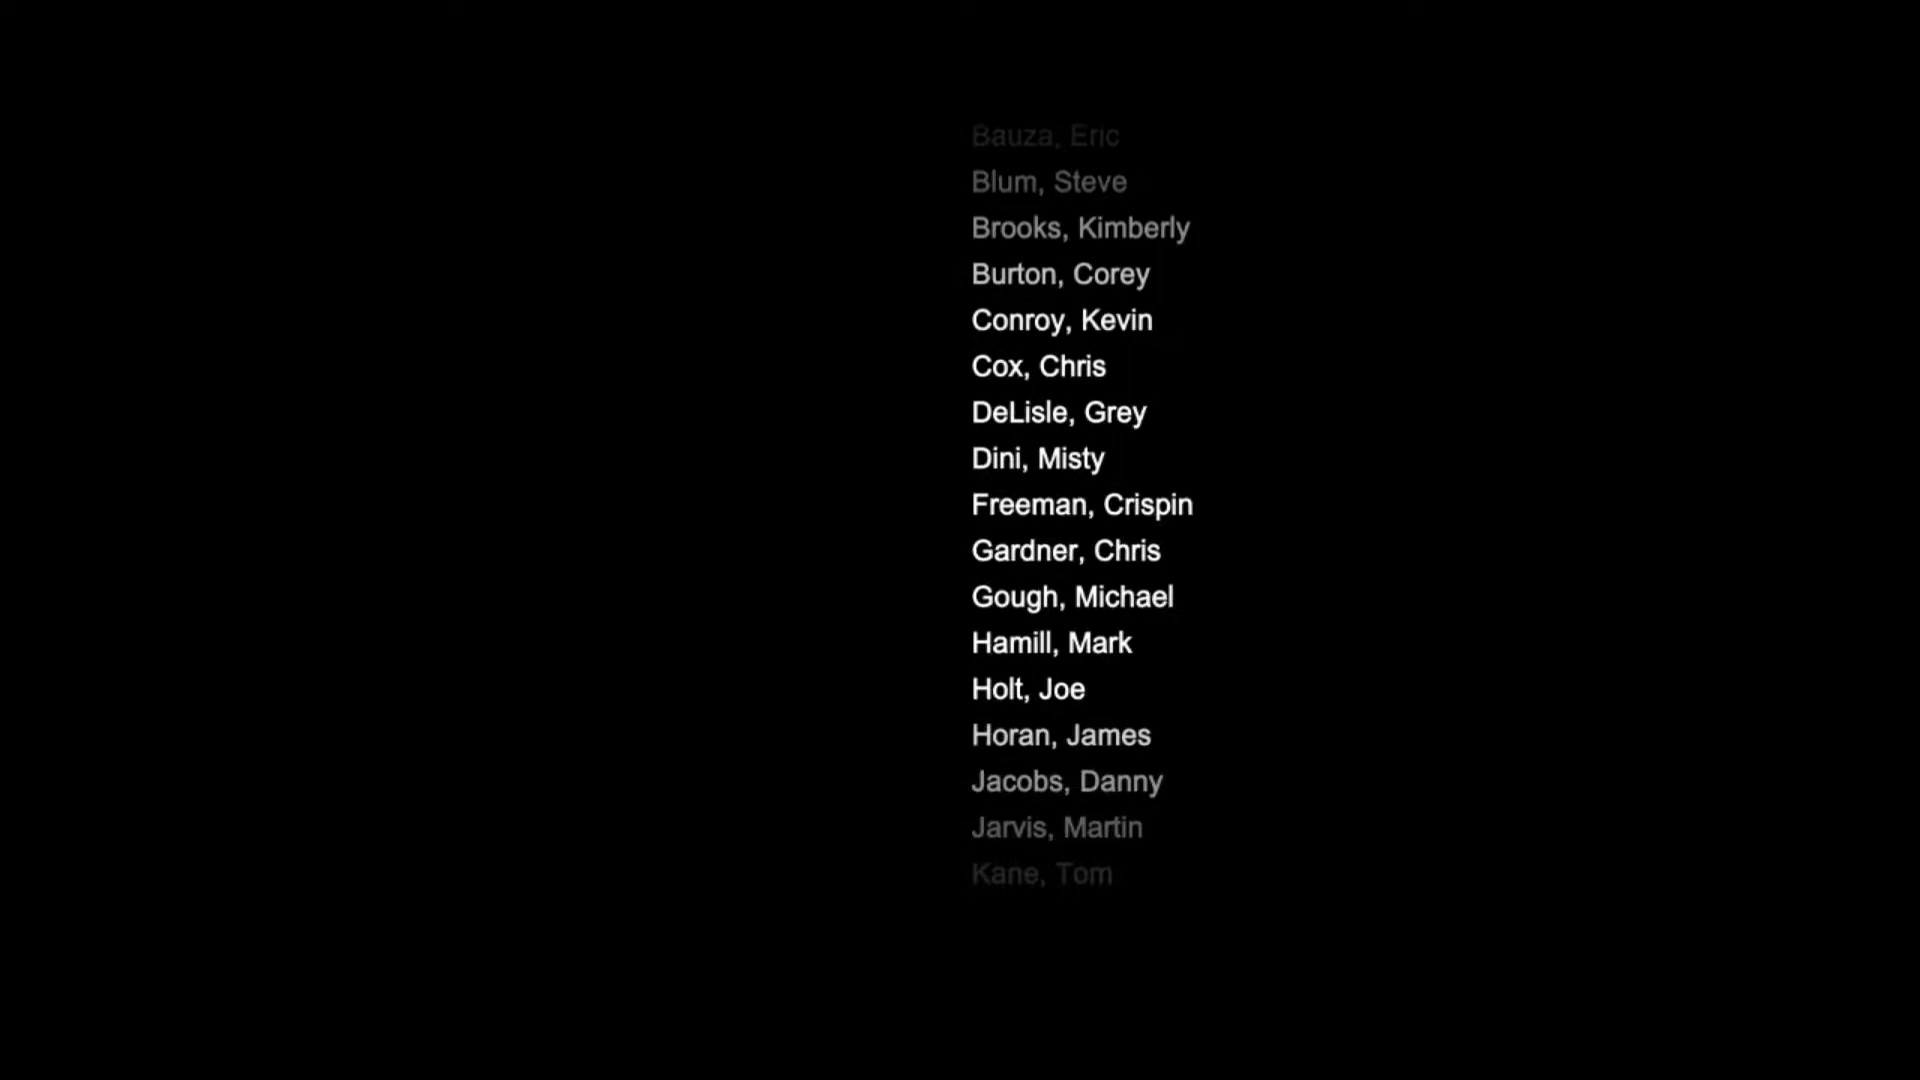 Bauza, Eric
Blum, Steve
Brooks, Kimberly
Burton, Corey
Conroy, Kevin
Cox, Chris
DeLisle, Grey
Dini, Misty
Freeman, Crispin
Gardner, Chris
Gough, Michael
Hamill, Mark
Holt, Joe
Horan, James
Jacobs, Danny
Jarvis, Martin
Kane, Tom